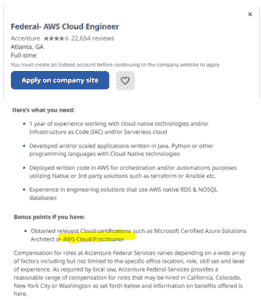 Federal- AWS Cloud Engineer
Accenture ★★★★☆ 22,654 reviews
Atlanta, GA
Full-time
You must create an Indeed account before continuing to the company website to apply
Apply on company site
Here's what you need:
• 1 year of experience working with cloud native technologies and/or
Infrastructure as Code (IAC) and/or Serverless cloud
• Developed and/or scaled applications written in Java, Python or other
programming languages with Cloud Native technologies
• Deployed written code in AWS for orchestration and/or automation purposes
utilizing Native or 3rd party solutions such as terraform or Ansible etc.
• Experience in engineering solutions that use AWS native RDS & NOSQL
databases
Bonus points if you have:
• Obtained relevant Cloud certifications such as Microsoft Certified Azure Solutions
Architect or AWS Cloud Practitioner
Compensation for roles at Accenture Federal Services varies depending on a wide array
of factors including but not limited to the specific office location, role, skill set and level
of experience. As required by local law, Accenture Federal Services provides a
reasonable range of compensation for roles that may be hired in California, Colorado,
New York City or Washington as set forth below and information on benefits offered is
here.